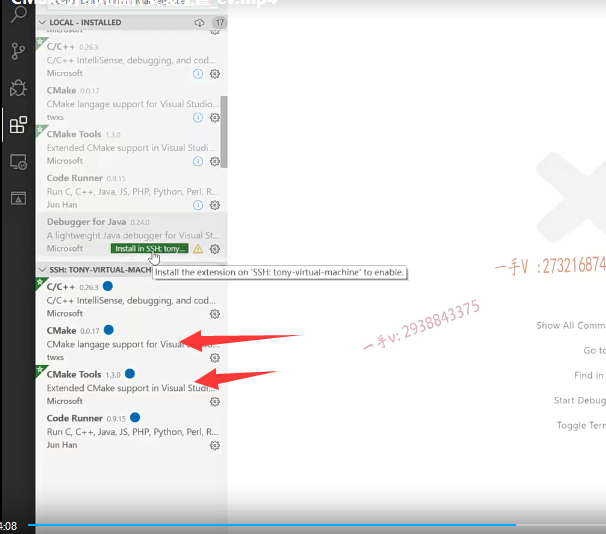 LOCAL - INSTALLED
17
C/C++ 0.26.3
C/C++ IntelliSense, debugging, and cod...
Microsoft
CMake 0.0.17
CMake langage support for Visual Studio...
twxs
CMake Tools 1.3.0
Extended CMake support in Visual Studi...
Microsoft
Code Runner 0.9.15
Run C, C++, Java, JS, PHP, Python, Perl, R...
Jun Han
Debugger for Java 0.24.0
A lightweight Java debugger for Visual St...
Microsoft
Install in SSH: tony...
SSH: TONY-VIRTUAL-MACH
Install the extension on 'SSH: tony-virtual-machine' to enable.
C/C++ 0.26.3
C/C++ IntelliSense, debugging, and cod...
Microsoft
CMake 0.0.17
CMake langage support for Visual Studio...
twxs
CMake Tools 1.3.0
Extended CMake support in Visual Studi...
Microsoft
Code Runner 0.9.15
Run C, C++, Java, JS, PHP, Python, Perl, R...
Jun Han
一手V :273216874
一手v: 2938843375
Show All Comm
Go to
Find in
Start Debug
Toggle Term
4:08